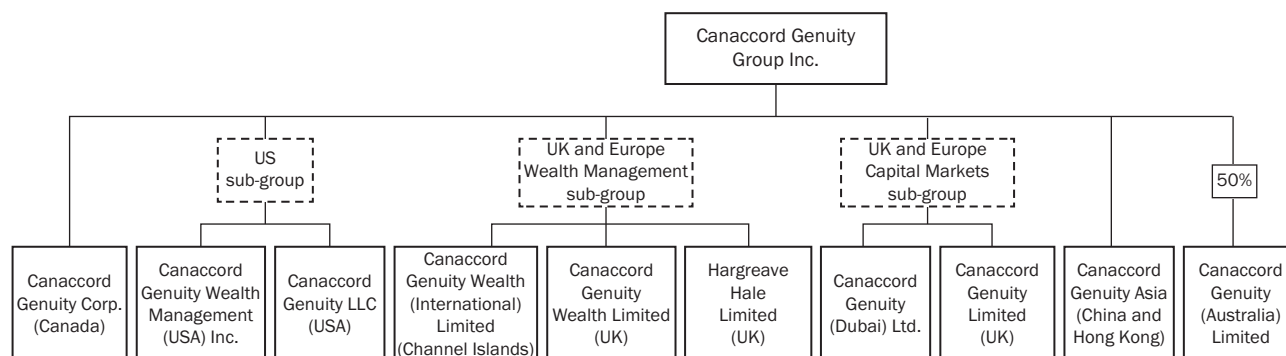 Canaccord Genuity
Group Inc.
US
sub-group
UK and Europe
Wealth Management
sub-group
UK and Europe
Capital Markets
sub-group
50%
Canaccord
Genuity Corp.
(Canada)
Canaccord
Genuity Wealth
Management
(USA) Inc.
Canaccord
Genuity LLC
(USA)
Canaccord
Genuity Wealth
(International)
Limited
(Channel Islands)
Canaccord
Genuity
Wealth Limited
(UK)
Hargreave
Hale
Limited
(UK)
Canaccord
Genuity
(Dubai) Ltd.
Canaccord
Genuity
Limited
(UK)
Canaccord
Genuity Asia
(China and
Hong Kong)
Canaccord
Genuity
(Australia)
Limited